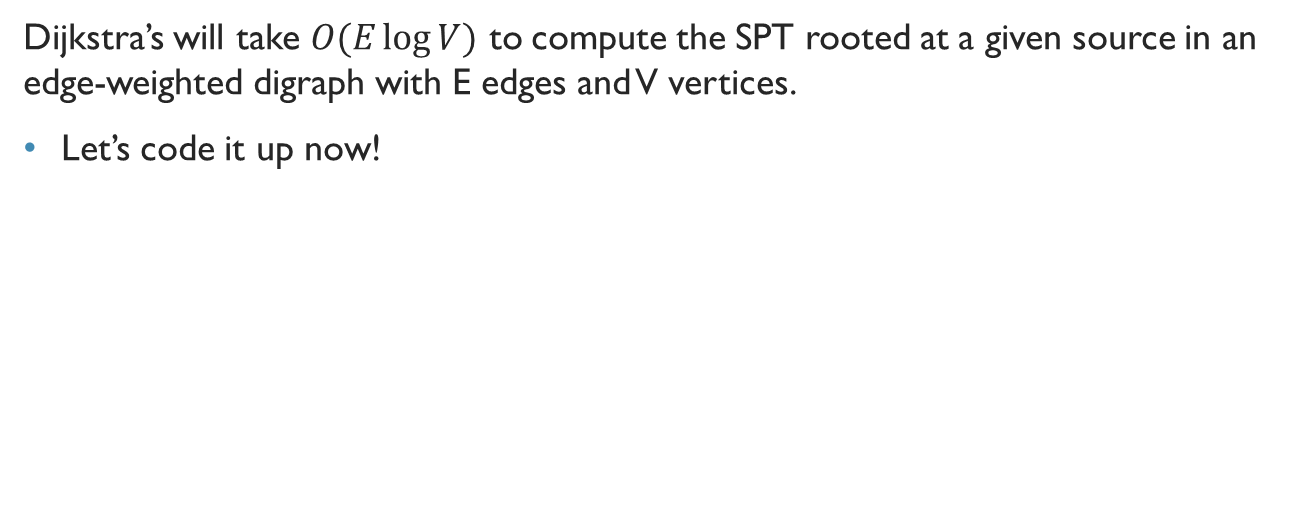 Dijkstra’s will take O(E log V) to compute the SPT rooted at a given source in an
edge-weighted digraph with E edges and V vertices.
• Let’s code it up now!